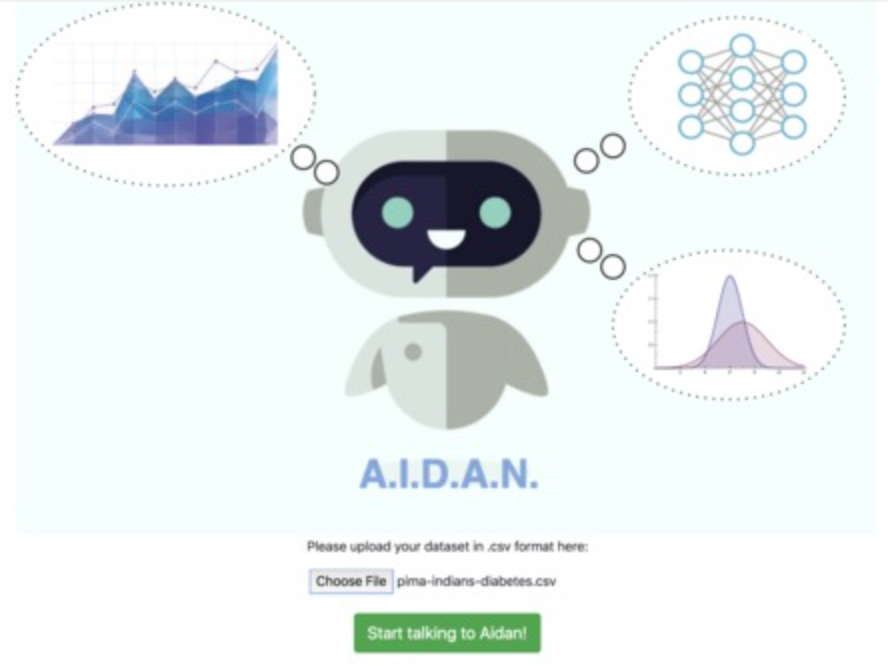 A.I.D.A.N.
Please upload your dataset in .csv format here:
Choose File pima-indians-diabetes.csv
Start talking to Aidan!